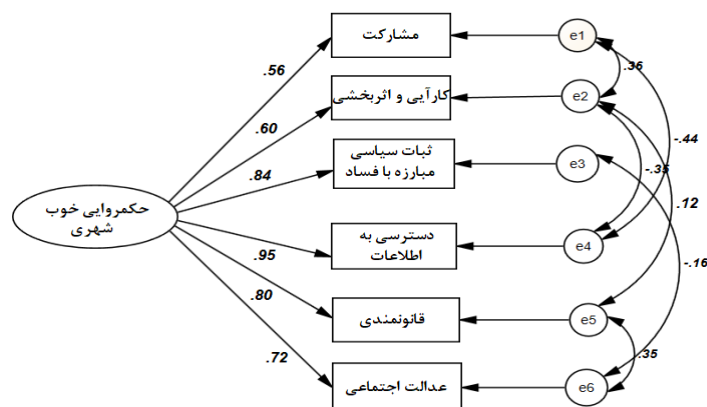 مشارکت
e1
.56
.35
کارآیی و اثربخشی
e2
.60
-.44
ثبات سیاسی
مبارزه با فساد
e3
-.35
.84
.12
حکمروایی خوب
شهری
دسترسی به
اطلاعات
e4
.95
-.16
.80
قانونمندی
e5
.72
.35
عدالت اجتماعی
e6